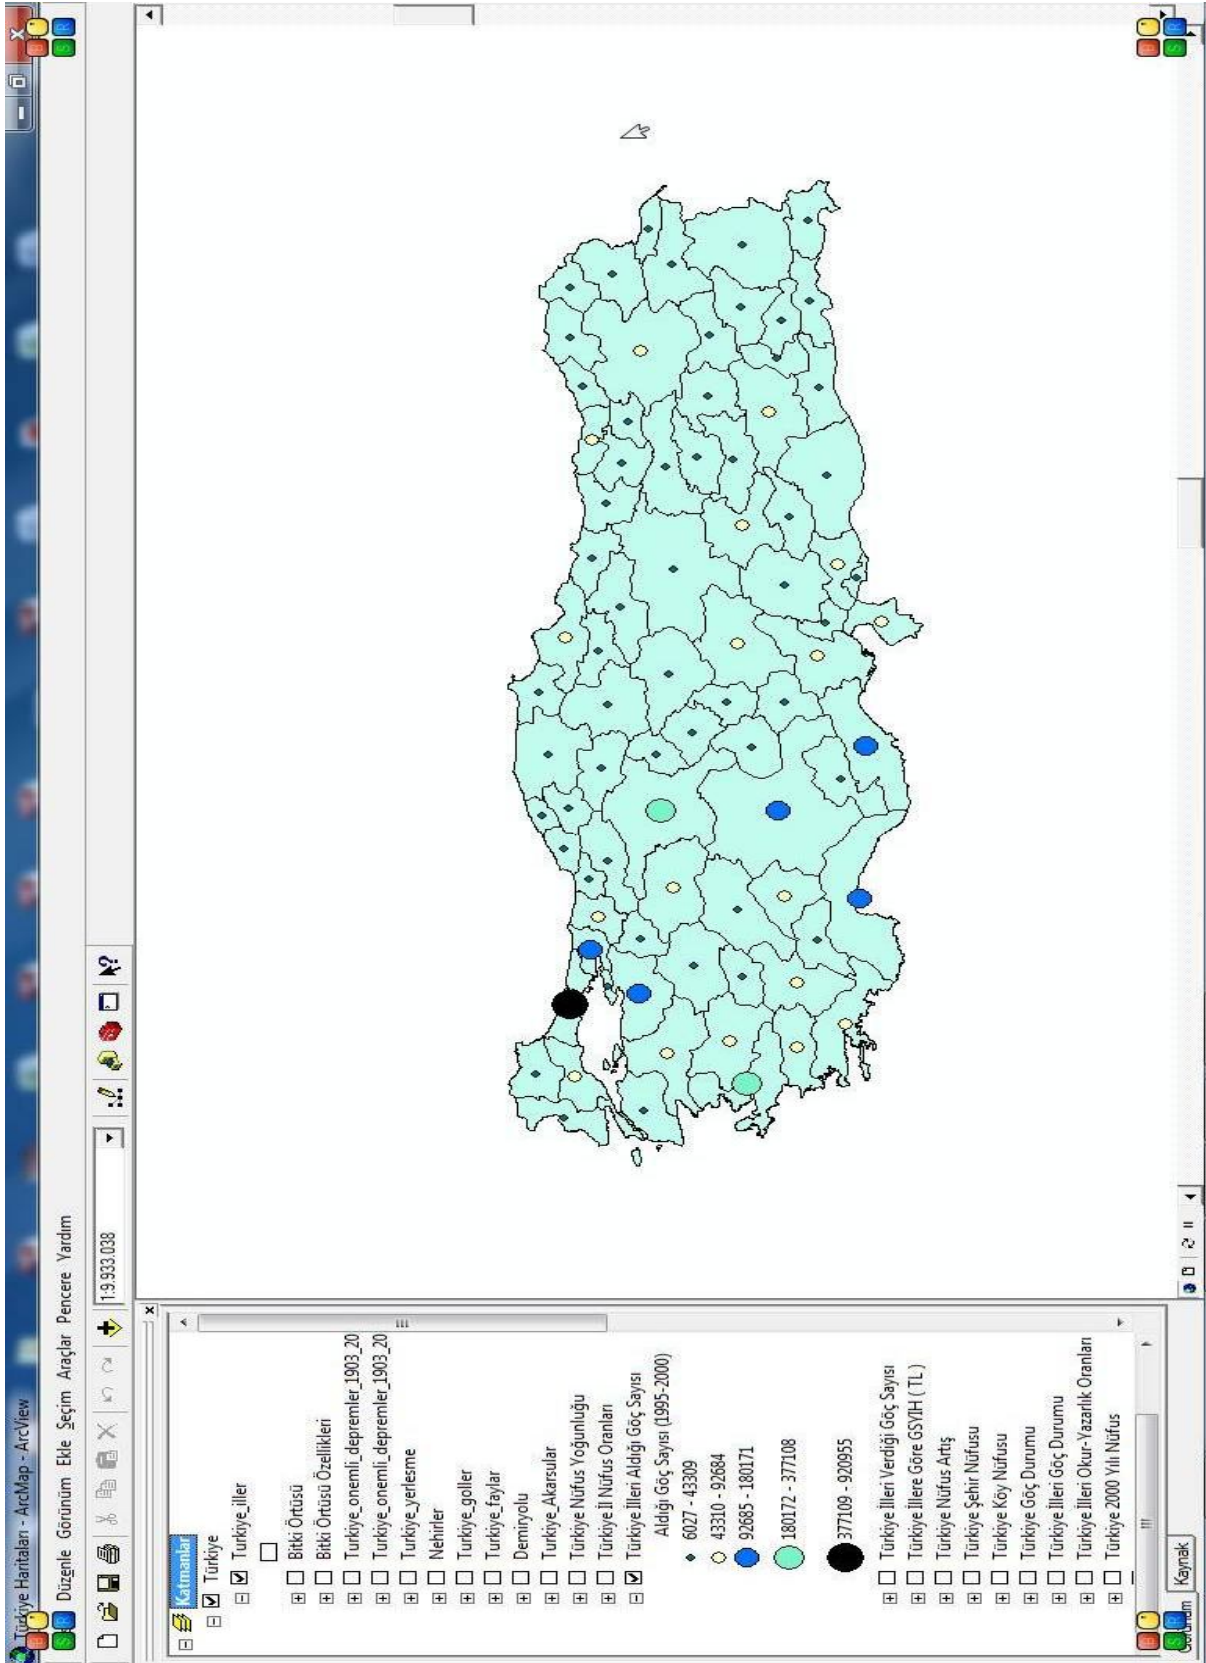 Türkiye Haritaları - ArcMap - ArcView
Düzenle Görünüm Ekle Seçim Araçlar Pencere Yardım
1:9.933.038
Katmanlar
Türkiye
Turkiye_iller
Bitki Örtüsü
Bitki Örtüsü Özellikleri
Turkiye_onemli_depremler_1903_20
Turkiye_onemli_depremler_1903_20
Turkiye_yerlesme
Nehirler
Turkiye_goller
Turkiye_faylar
Demiryolu
Turkiye_Akarsular
Türkiye Nüfus Yoğunluğu
Türkiye İl Nüfus Oranları
Türkiye İlleri Aldığı Göç Sayısı
Aldığı Göç Sayısı (1995-2000)
6027 - 43309
43310 - 92684
92685 - 180171
180172 - 377108
377109 - 920955
Türkiye İlleri Verdiği Göç Sayısı
Türkiye İllere Göre GSYIH ( TL )
Türkiye Nüfus Artış
Türkiye Şehir Nüfusu
Türkiye Köy Nüfusu
Türkiye Göç Durumu
Türkiye İlleri Göç Durumu
Türkiye İlleri Okur-Yazarlık Oranları
Türkiye 2000 Yılı Nüfus
Görünüm Kaynak